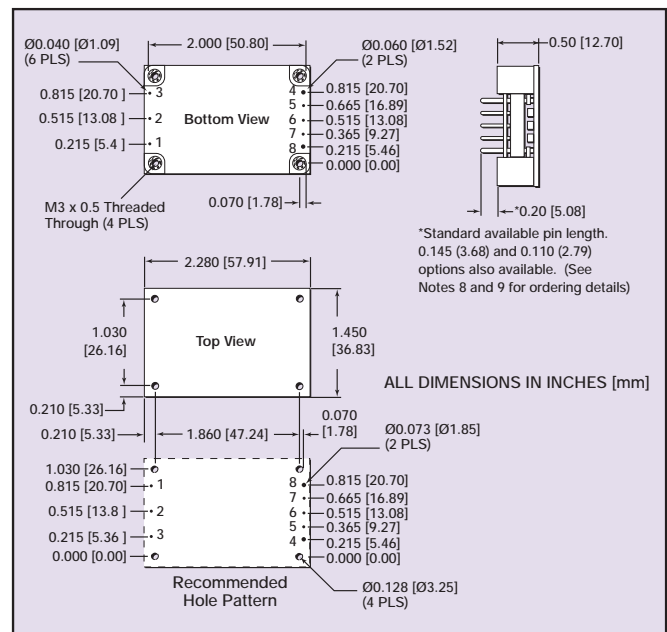 Ø0.040 [Ø1.09]
(6 PLS)
2.000 [50.80]
Ø0.060 [Ø1.52]
(2 PLS)
0.815 [20.70 ]
3
0.515 [13.08 ]
2
0.215 [5.4 ]
1
Bottom View
4
0.815 [20.70]
5
0.665 [16.89]
6
0.515 [13.08]
7
0.365 [9.27]
8
0.215 [5.46]
0.000 [0.00]
M3 x 0.5 Threaded
Through (4 PLS)
0.070 [1.78]
0.50 [12.70]
*0.20 [5.08]
*Standard available pin length.
0.145 (3.68) and 0.110 (2.79)
options also available. (See
Notes 8 and 9 for ordering details)
2.280 [57.91]
1.030
[26.16]
Top View
1.450
[36.83]
0.210 [5.33]
ALL DIMENSIONS IN INCHES [mm]
0.210 [5.33]
1.860 [47.24]
0.070
[1.78]
Ø0.073 [Ø1.85]
(2 PLS)
1.030 [26.16]
0.815 [20.70]
1
0.515 [13.8 ]
2
0.215 [5.36 ]
3
0.000 [0.00]
8
0.815 [20.70]
7
0.665 [16.89]
6
0.515 [13.08]
5
0.365 [9.27]
4
0.215 [5.46]
0.000 [0.00]
Recommended
Hole Pattern
Ø0.128 [Ø3.25]
(4 PLS)